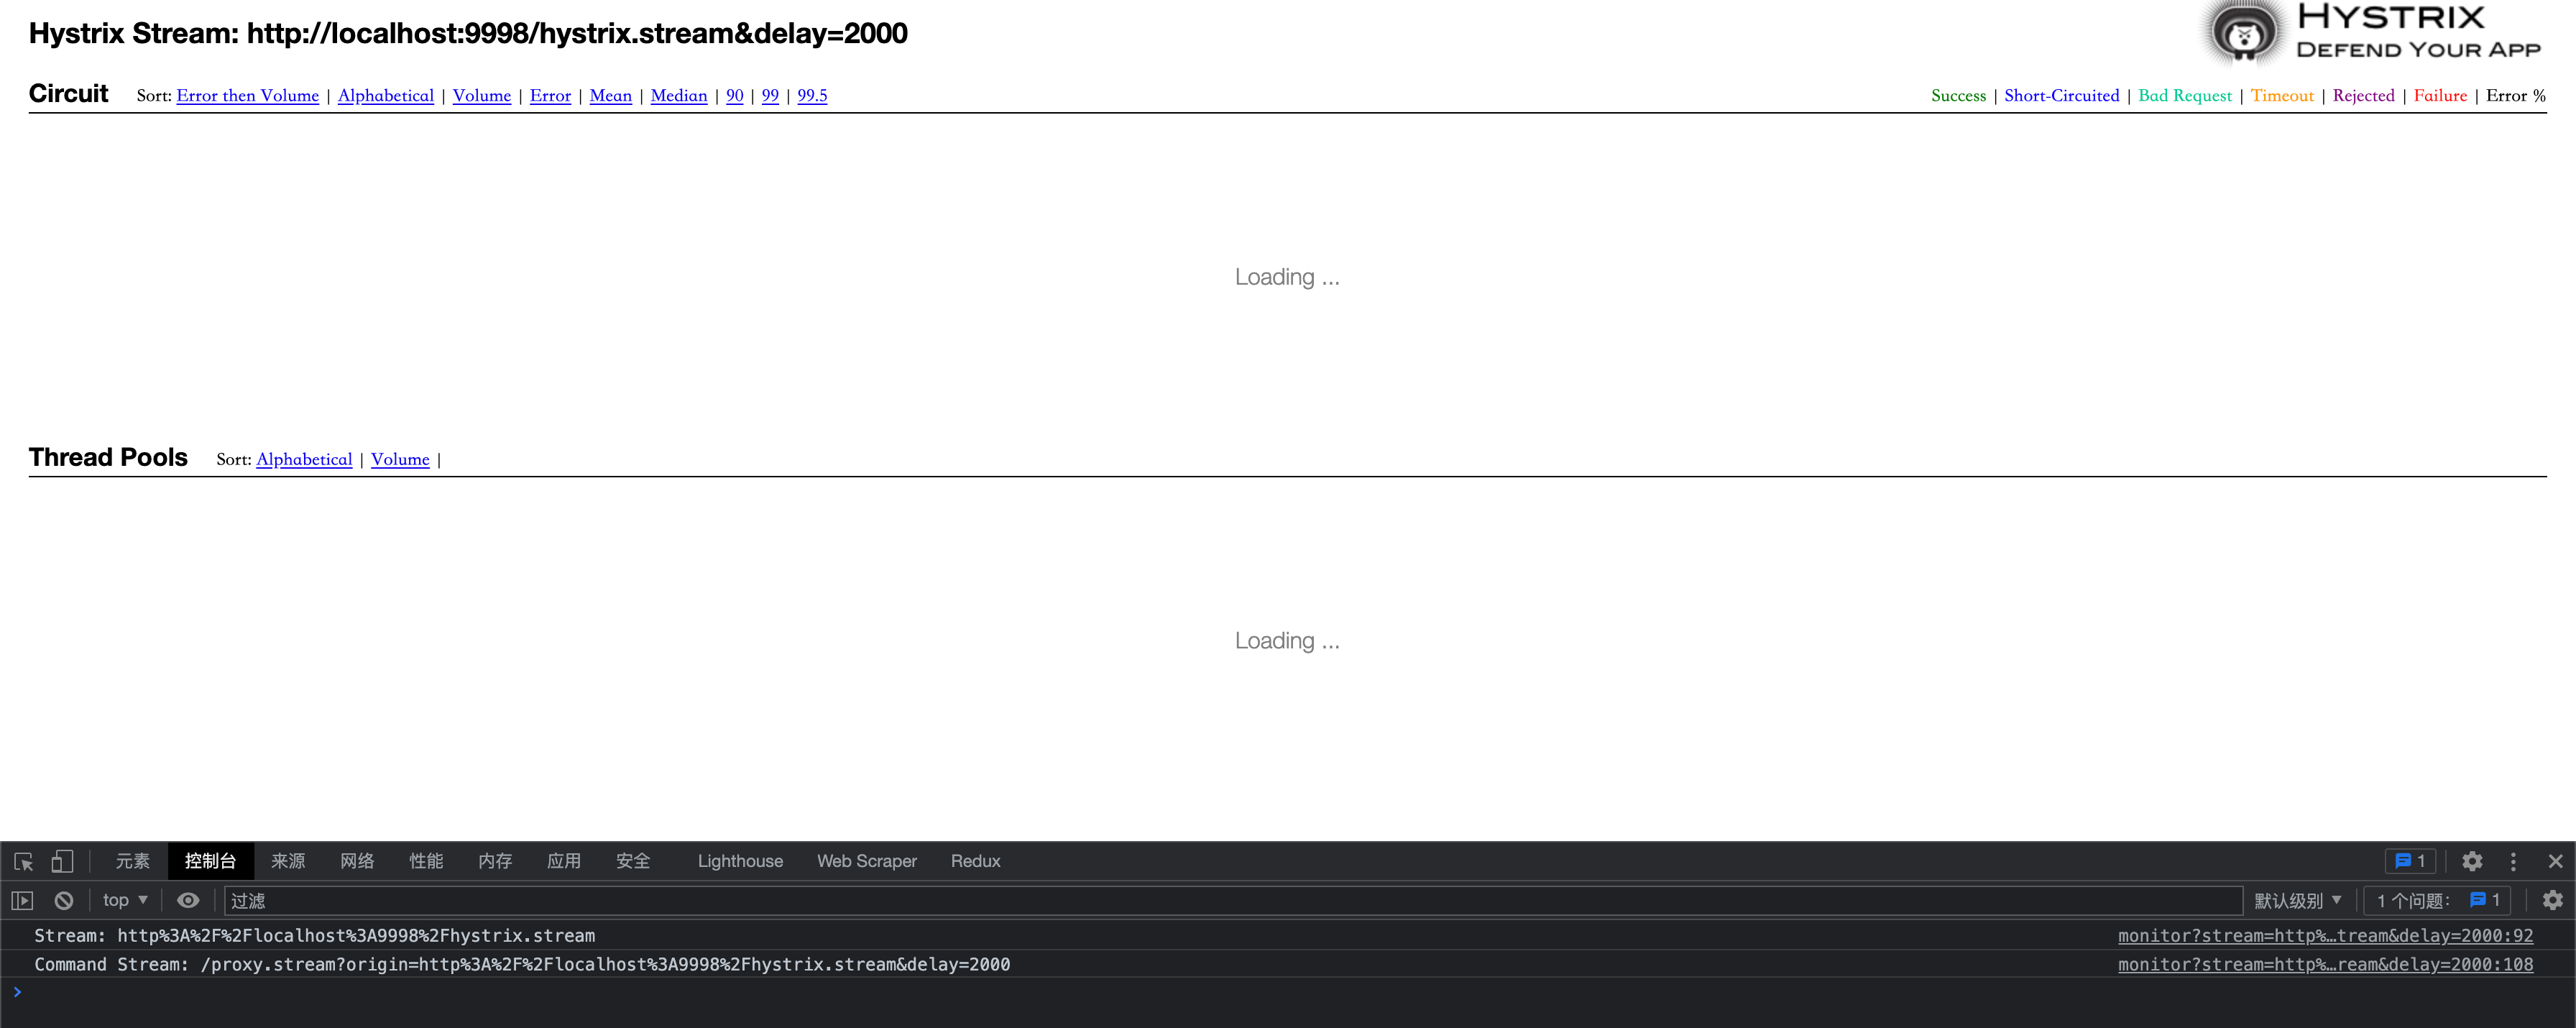 Hystrix Stream: http://localhost:9998/hystrix.stream&delay=2000
HYSTRIX
DEFEND YOUR APP
Circuit Sort: Error then Volume | Alphabetical | Volume | Error | Mean | Median | 90 | 99 | 99.5
Success | Short-Circuited | Bad Request | Timeout | Rejected | Failure | Error %
Loading ...
Thread Pools Sort: Alphabetical | Volume |
Loading ...
元素 控制台 来源 网络 性能 内存 应用 安全 Lighthouse Web Scraper Redux 1
top 过滤 默认级别 1 个问题: 1
Stream: http%3A%2F%2Flocalhost%3A9998%2Fhystrix.stream monitor?stream=http%…tream&delay=2000:92
Command Stream: /proxy.stream?origin=http%3A%2F%2Flocalhost%3A9998%2Fhystrix.stream&delay=2000 monitor?stream=http%…ream&delay=2000:108